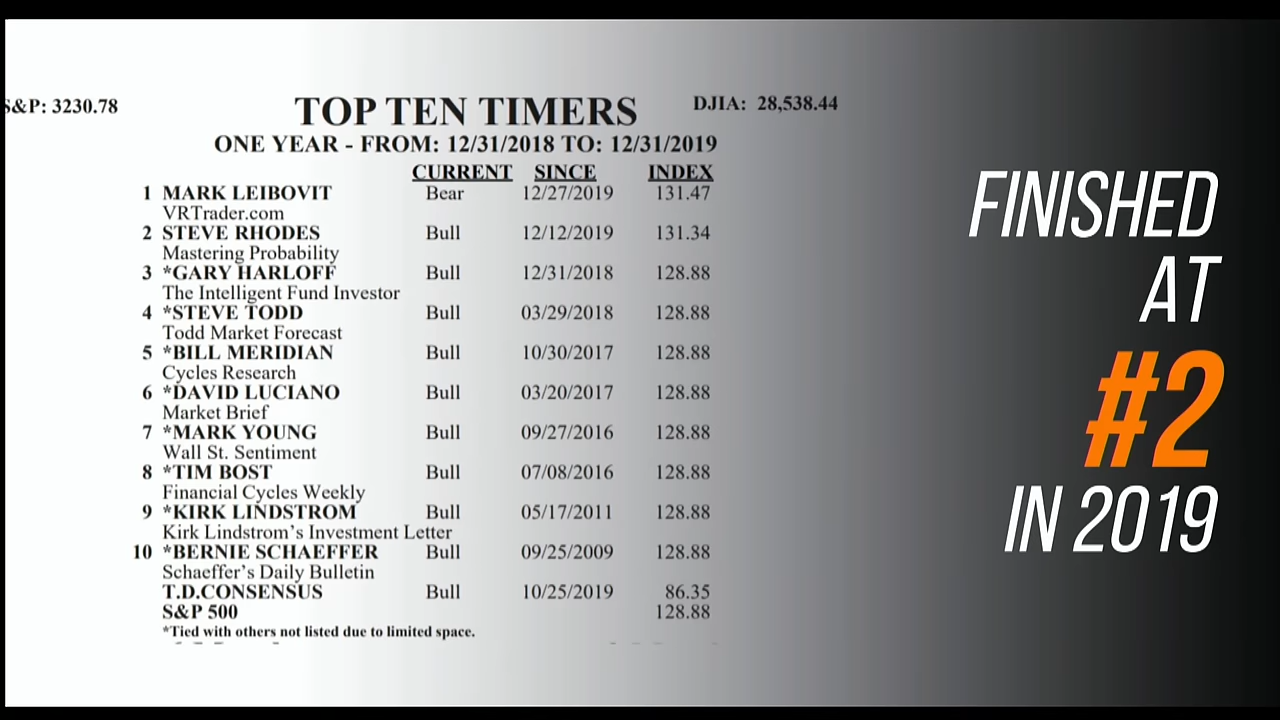 S&P: 3230.78
TOP TEN TIMERS
DJIA: 28,538.44
ONE YEAR - FROM: 12/31/2018 TO: 12/31/2019
CURRENT SINCE INDEX
1 MARK LEIBOVIT Bear 12/27/2019 131.47
VRTrader.com
2 STEVE RHODES Bull 12/12/2019 131.34
Mastering Probability
3 *GARY HARLOFF Bull 12/31/2018 128.88
The Intelligent Fund Investor
4 *STEVE TODD Bull 03/29/2018 128.88
Todd Market Forecast
5 *BILL MERIDIAN Bull 10/30/2017 128.88
Cycles Research
6 *DAVID LUCIANO Bull 03/20/2017 128.88
Market Brief
7 *MARK YOUNG Bull 09/27/2016 128.88
Wall St. Sentiment
8 *TIM BOST Bull 07/08/2016 128.88
Financial Cycles Weekly
9 *KIRK LINDSTROM Bull 05/17/2011 128.88
Kirk Lindstrom's Investment Letter
10 *BERNIE SCHAEFFER Bull 09/25/2009 128.88
Schaeffer's Daily Bulletin
T.D.CONSENSUS Bull 10/25/2019 86.35
S&P 500 128.88
*Tied with others not listed due to limited space.
FINISHED
AT
#2
IN 2019